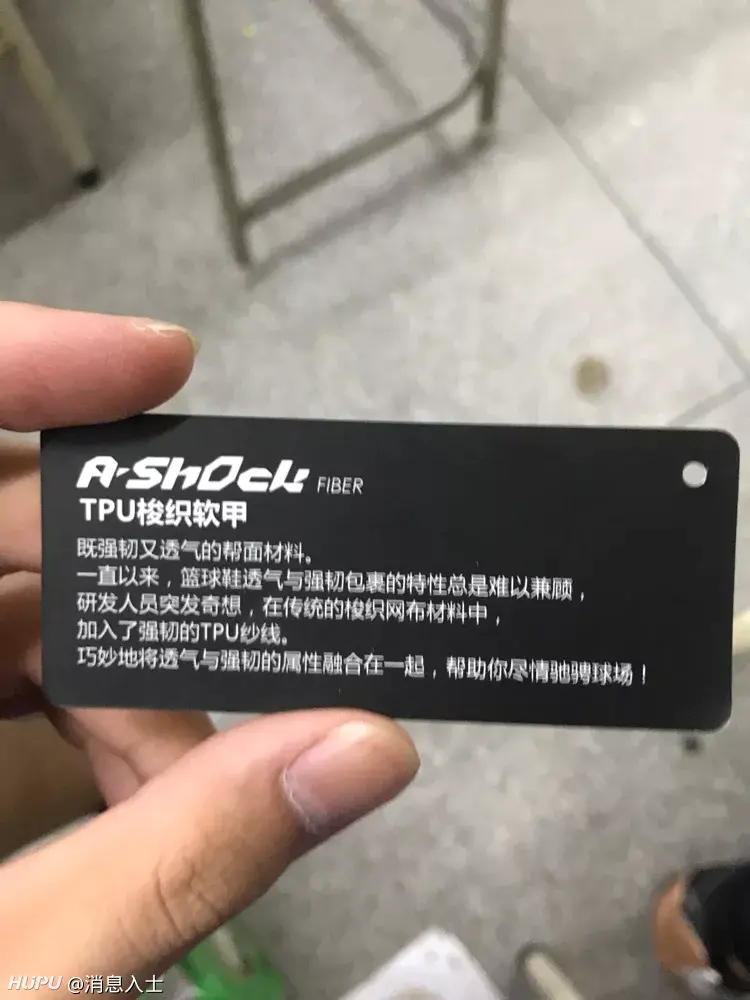 A-Shock FIBER
TPU梭织软甲
既强韧又透气的帮面材料。
一直以来，篮球鞋透气与强韧包裹的特性总是难以兼顾，
研发人员突发奇想，在传统的梭织网布材料中，
加入了强韧的TPU纱线。
巧妙地将透气与强韧的属性融合在一起，帮助你尽情驰骋球场！
HUPU @消息人士